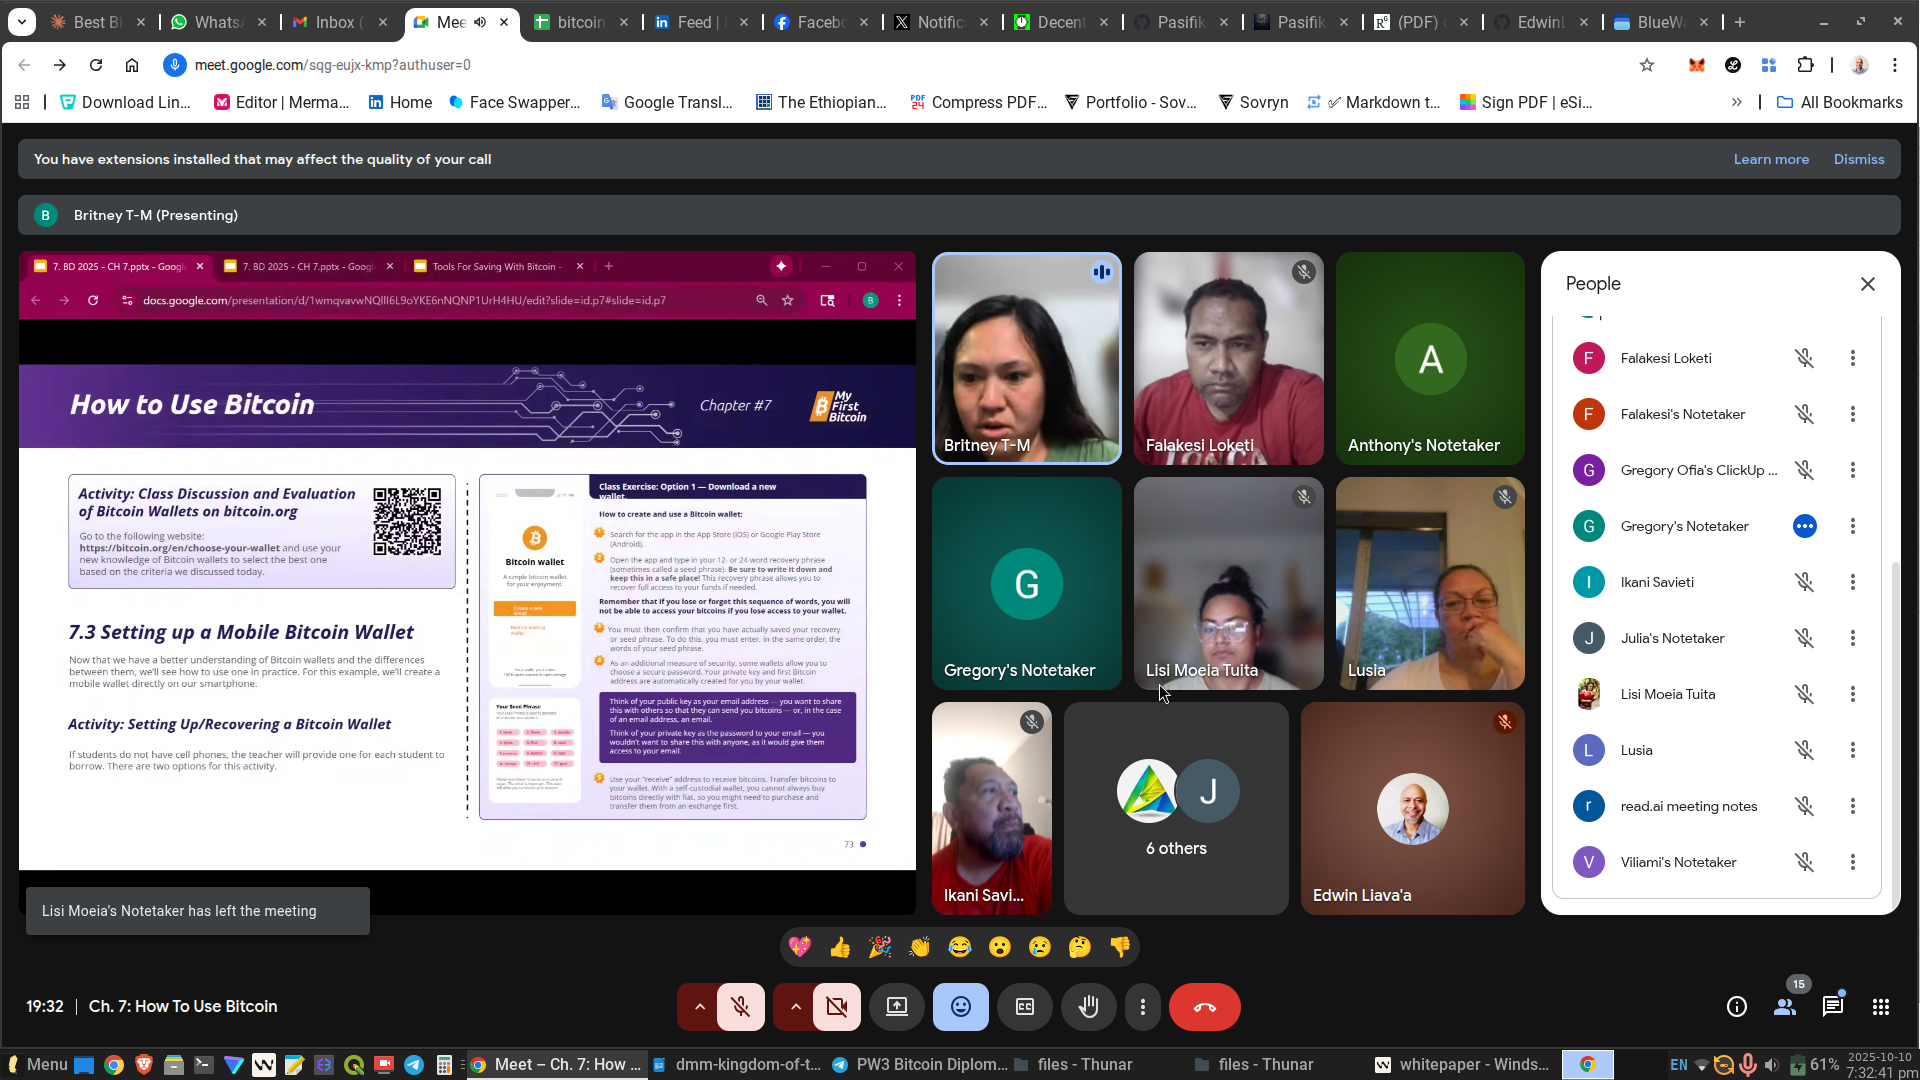 Best Bi
WhatsA
Inbox (
Mee
bitcoin
Feed |
Facebo
Notific
Decent
Pasifik
Pasifik
(PDF)
Edwinl
BlueWa
meet.google.com/sqg-eujx-kmp?authuser=0
Download Lin...
Editor | Merma...
Home
Face Swapper...
Google Transl...
The Ethiopian...
Compress PDF...
Portfolio - Sov...
Sovryn
✓ Markdown t...
Sign PDF | eSi...
All Bookmarks
You have extensions installed that may affect the quality of your call
Learn more
Dismiss
B
Britney T-M (Presenting)
7. BD 2025 - CH 7.pptx - Googl
7. BD 2025 - CH 7.pptx - Googl
Tools For Saving With Bitcoin -
docs.google.com/presentation/d/1wmqvavwNQlll6L9oYKE6nNQNP1UrH4HU/edit?slide=id.p7#slide=id.p7
B
How to Use Bitcoin
Chapter #7
My
First
Bitcoin
Activity: Class Discussion and Evaluation
of Bitcoin Wallets on bitcoin.org
Go to the following website:
https://bitcoin.org/en/choose-your-wallet and use your
new knowledge of Bitcoin wallets to select the best one
based on the criteria we discussed today.
7.3 Setting up a Mobile Bitcoin Wallet
Now that we have a better understanding of Bitcoin wallets and the differences
between them, we'll see how to use one in practice. For this example, we'll create a
mobile wallet directly on our smartphone.
Activity: Setting Up/Recovering a Bitcoin Wallet
If students do not have cell phones, the teacher will provide one for each student to
borrow. There are two options for this activity.
Bitcoin wallet
A simple bitcoin wallet
for your enjoyment.
Create a new
wallet
Your Seed Phrase
Class Exercise: Option 1 — Download a new
wallet.
How to create and use a Bitcoin wallet:
Search for the app in the App Store (iOS) or Google Play Store
(Android).
Open the app and type in your 12- or 24-word recovery phrase
(sometimes called a seed phrase). Be sure to write it down and
keep this in a safe place! This recovery phrase allows you to
recover full access to your funds if needed.
Remember that if you lose or forget this sequence of words, you will
not be able to access your bitcoins if you lose access to your wallet.
You must then confirm that you have actually saved your recovery
or seed phrase. To do this, you must enter, in the same order, the
words of your seed phrase.
As an additional measure of security, some wallets allow you to
choose a secure password. Your private key and first Bitcoin
address are automatically created for you by your wallet.
Think of your public key as your email address — you want to share
this with others so that they can send you bitcoins — or, in the case
of an email address, an email.
Think of your private key as the password to your email — you
wouldn't want to share this with anyone, as it would give them
access to your email.
Use your "receive" address to receive bitcoins. Transfer bitcoins to
your wallet. With a self-custodial wallet, you cannot always buy
bitcoins directly with fiat, so you might need to purchase and
transfer them from an exchange first.
73
Lisi Moeia's Notetaker has left the meeting
Britney T-M
Falakesi Loketi
A
Anthony's Notetaker
G
Gregory's Notetaker
Lisi Moeia Tuita
Lusia
Ikani Savi...
J
6 others
Edwin Liava'a
People
F
Falakesi Loketi
F
Falakesi's Notetaker
G
Gregory Ofia's ClickUp ...
G
Gregory's Notetaker
I
Ikani Savieti
J
Julia's Notetaker
Lisi Moeia Tuita
L
Lusia
r
read.ai meeting notes
V
Viliami's Notetaker
19:32
Ch. 7: How To Use Bitcoin
CC
15
Menu
Meet – Ch. 7: How ...
dmm-kingdom-of-t...
PW3 Bitcoin Diplom...
files - Thunar
files - Thunar
whitepaper - Winds...
EN
61%
2025-10-10
7:32:41 pm